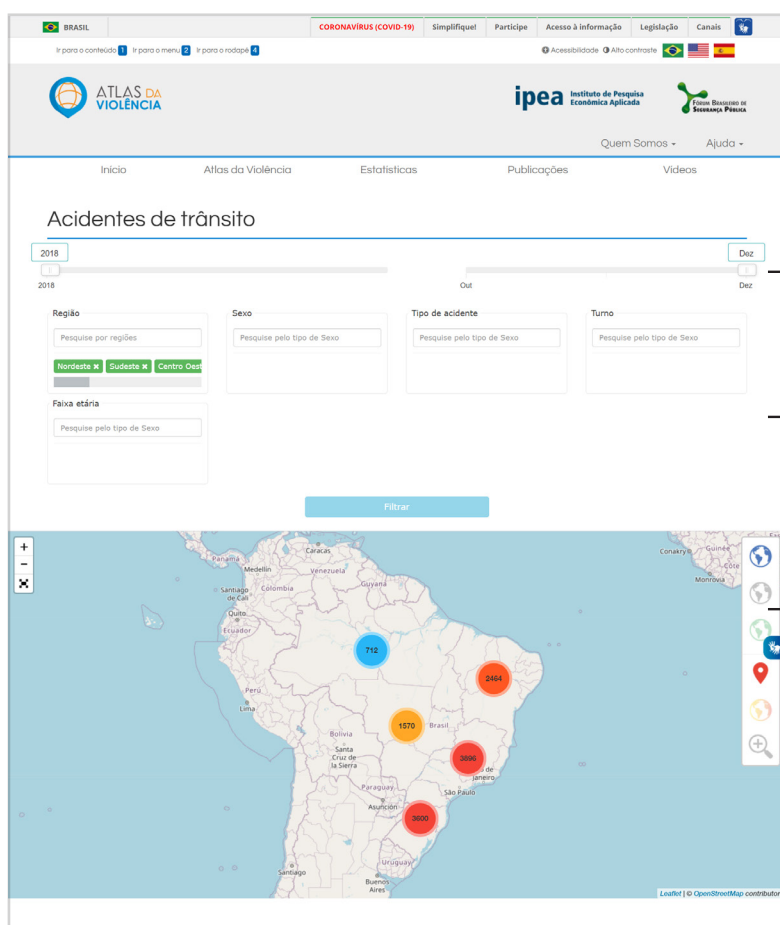 BRASIL
CORONAVÍRUS (COVID-19) Simplifique! Participe Acesso à informação Legislação Canais
Ir para o conteúdo 1 Ir para o menu 2 Ir para o rodapé 4
Acessibilidade Alto contraste
ATLAS DA
VIOLÊNCIA
ipea Instituto de Pesquisa
Econômica Aplicada
Fórum Brasileiro de
Segurança Pública
Quem Somos Ajuda
Início Atlas da Violência Estatisticas Publicações Videos
Acidentes de trânsito
2018 Dez
2018 Out Dez
Região Sexo Tipo de acidente Turno
Pesquise por regiões Pesquise pelo tipo de Sexo Pesquise pelo tipo de Sexo Pesquise pelo tipo de Sexo
Nordeste ✖ Sudeste ✖ Centro Oest
Faixa etária
Pesquise pelo tipo de Sexo
Filtrar
+
−
Caracas
Panamá
Medellín
Venezuela
Guyana
Santiago
de Cali
Colombia
Quito
Ecuador
Conakry
Guinée
Côte
Monrovia
712
2464
Perú
Lima
1570
Brasil
Bolivia
Santa
Cruz de
la Sierra
3896
de
janeiro
Paraguay
São Paulo
Asunción
3600
Uruguay
Santiago
Buenos
Aires
Leaflet | © OpenStreetMap contributor